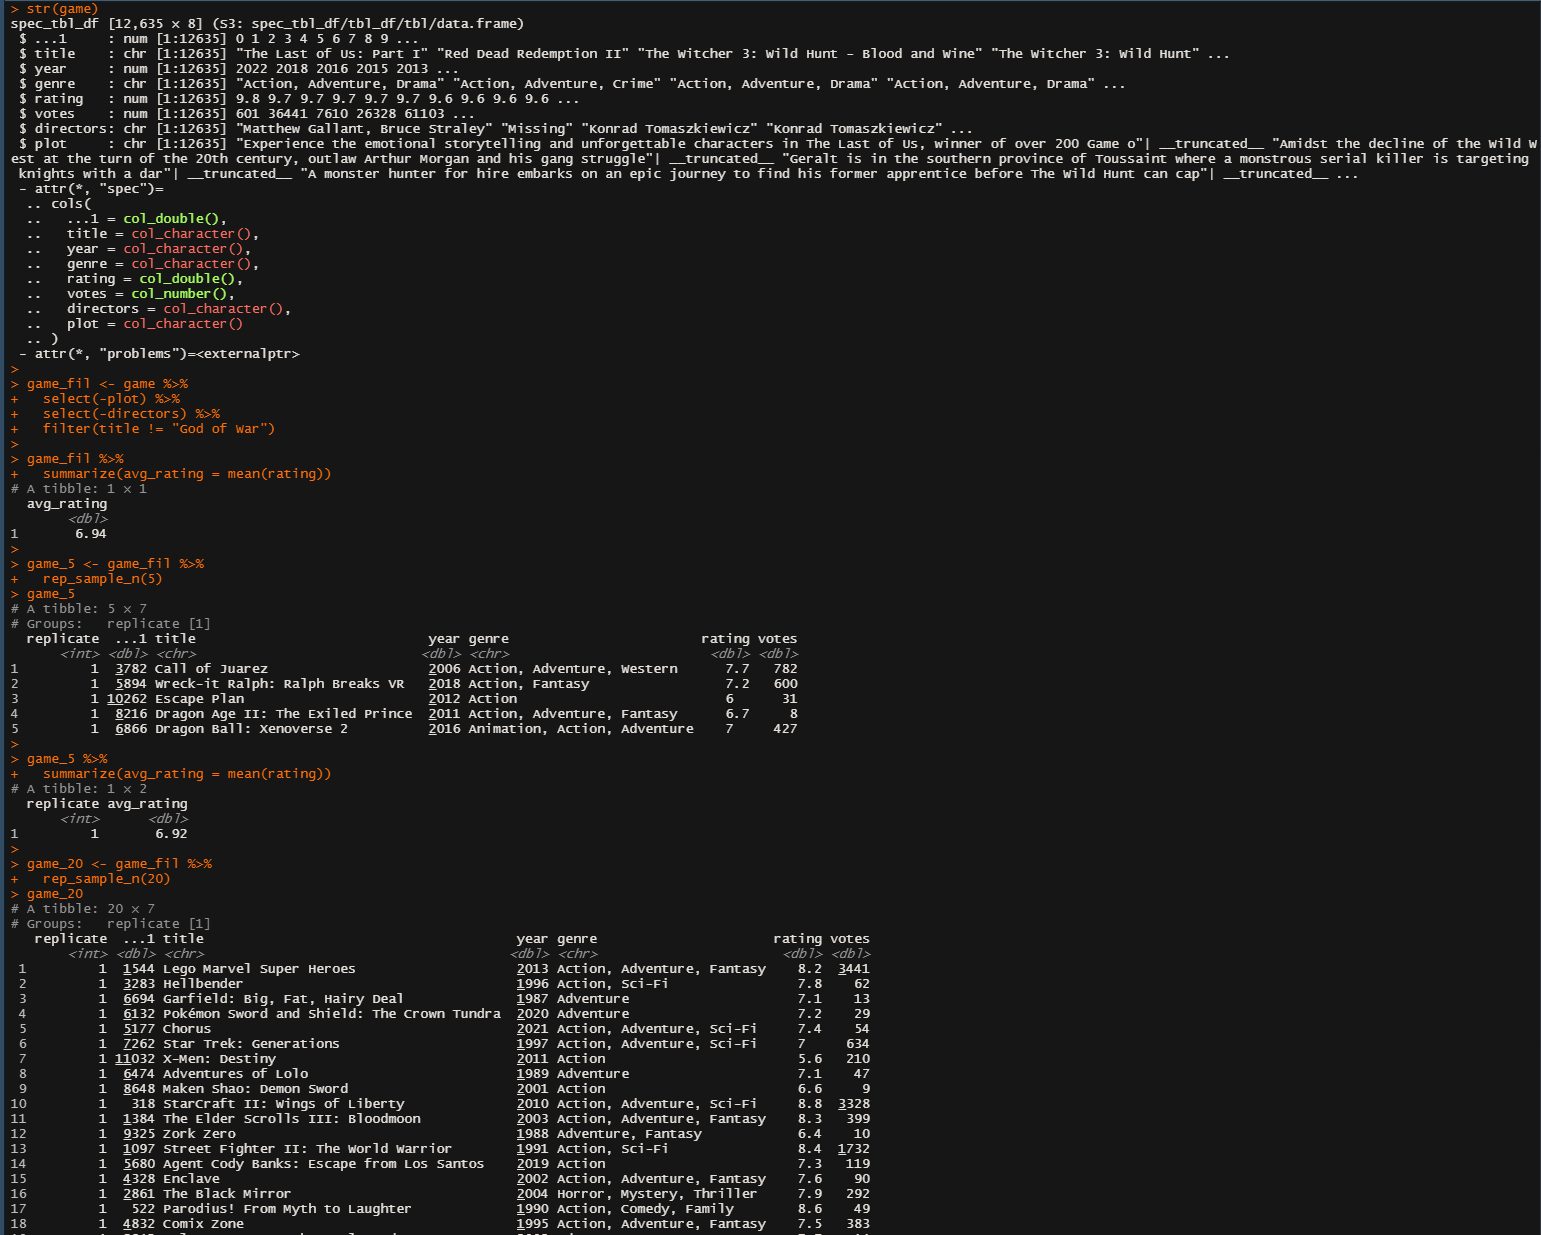 > str(game)
spec_tbl_df [12,635 × 8] (S3: spec_tbl_df/tbl_df/tbl/data.frame)
 $ ...1     : num [1:12635] 0 1 2 3 4 5 6 7 8 9 ...
 $ title    : chr [1:12635] "The Last of Us: Part I" "Red Dead Redemption II" "The Witcher 3: Wild Hunt - Blood and Wine" "The Witcher 3: Wild Hunt" ...
 $ year     : num [1:12635] 2022 2018 2016 2015 2013 ...
 $ genre    : chr [1:12635] "Action, Adventure, Drama" "Action, Adventure, Crime" "Action, Adventure, Drama" "Action, Adventure, Drama" ...
 $ rating   : num [1:12635] 9.8 9.7 9.7 9.7 9.7 9.7 9.6 9.6 9.6 9.6 ...
 $ votes    : num [1:12635] 601 36441 7610 26328 61103 ...
 $ directors: chr [1:12635] "Matthew Gallant, Bruce Straley" "Missing" "Konrad Tomaszkiewicz" "Konrad Tomaszkiewicz" ...
 $ plot     : chr [1:12635] "Experience the emotional storytelling and unforgettable characters in The Last of Us, winner of over 200 Game o"| __truncated__ "Amidst the decline of the Wild W
est at the turn of the 20th century, outlaw Arthur Morgan and his gang struggle"| __truncated__ "Geralt is in the southern province of Toussaint where a monstrous serial killer is targeting
 knights with a dar"| __truncated__ "A monster hunter for hire embarks on an epic journey to find his former apprentice before The Wild Hunt can cap"| __truncated__ ...
 - attr(*, "spec")=
  .. cols(
  ..   ...1 = col_double(),
  ..   title = col_character(),
  ..   year = col_character(),
  ..   genre = col_character(),
  ..   rating = col_double(),
  ..   votes = col_number(),
  ..   directors = col_character(),
  ..   plot = col_character()
  .. )
 - attr(*, "problems")=<externalptr>
>
> game_fil <- game %>%
+   select(-plot) %>%
+   select(-directors) %>%
+   filter(title != "God of War")
>
> game_fil %>%
+   summarize(avg_rating = mean(rating))
# A tibble: 1 × 1
  avg_rating
       <dbl>
1       6.94
>
> game_5 <- game_fil %>%
+   rep_sample_n(5)
> game_5
# A tibble: 5 × 7
# Groups:   replicate [1]
  replicate  ...1 title                             year genre                        rating votes
      <int> <dbl> <chr>                            <dbl> <chr>                         <dbl> <dbl>
1         1  3782 Call of Juarez                    2006 Action, Adventure, Western      7.7   782
2         1  5894 Wreck-it Ralph: Ralph Breaks VR   2018 Action, Fantasy                 7.2   600
3         1 10262 Escape Plan                       2012 Action                          6      31
4         1  8216 Dragon Age II: The Exiled Prince  2011 Action, Adventure, Fantasy      6.7     8
5         1  6866 Dragon Ball: Xenoverse 2          2016 Animation, Action, Adventure    7     427
>
> game_5 %>%
+   summarize(avg_rating = mean(rating))
# A tibble: 1 × 2
  replicate avg_rating
      <int>      <dbl>
1         1       6.92
>
> game_20 <- game_fil %>%
+   rep_sample_n(20)
> game_20
# A tibble: 20 × 7
# Groups:   replicate [1]
   replicate  ...1 title                                       year genre                      rating votes
       <int> <dbl> <chr>                                      <dbl> <chr>                       <dbl> <dbl>
 1         1  1544 Lego Marvel Super Heroes                    2013 Action, Adventure, Fantasy    8.2  3441
 2         1  3283 Hellbender                                  1996 Action, Sci-Fi                7.8    62
 3         1  6694 Garfield: Big, Fat, Hairy Deal              1987 Adventure                     7.1    13
 4         1  6132 Pokémon Sword and Shield: The Crown Tundra  2020 Adventure                     7.2    29
 5         1  5177 Chorus                                      2021 Action, Adventure, Sci-Fi     7.4    54
 6         1  7262 Star Trek: Generations                      1997 Action, Adventure, Sci-Fi     7     634
 7         1 11032 X-Men: Destiny                              2011 Action                        5.6   210
 8         1  6474 Adventures of Lolo                          1989 Adventure                     7.1    47
 9         1  8648 Maken Shao: Demon Sword                     2001 Action                        6.6     9
10         1   318 StarCraft II: Wings of Liberty              2010 Action, Adventure, Sci-Fi     8.8  3328
11         1  1384 The Elder Scrolls III: Bloodmoon            2003 Action, Adventure, Fantasy    8.3   399
12         1  9325 Zork Zero                                   1988 Adventure, Fantasy            6.4    10
13         1  1097 Street Fighter II: The World Warrior        1991 Action, Sci-Fi                8.4  1732
14         1  5680 Agent Cody Banks: Escape from Los Santos    2019 Action                        7.3   119
15         1  4328 Enclave                                     2002 Action, Adventure, Fantasy    7.6    90
16         1  2861 The Black Mirror                            2004 Horror, Mystery, Thriller     7.9   292
17         1   522 Parodius! From Myth to Laughter             1990 Action, Comedy, Family        8.6    49
18         1  4832 Comix Zone                                  1995 Action, Adventure, Fantasy    7.5   383